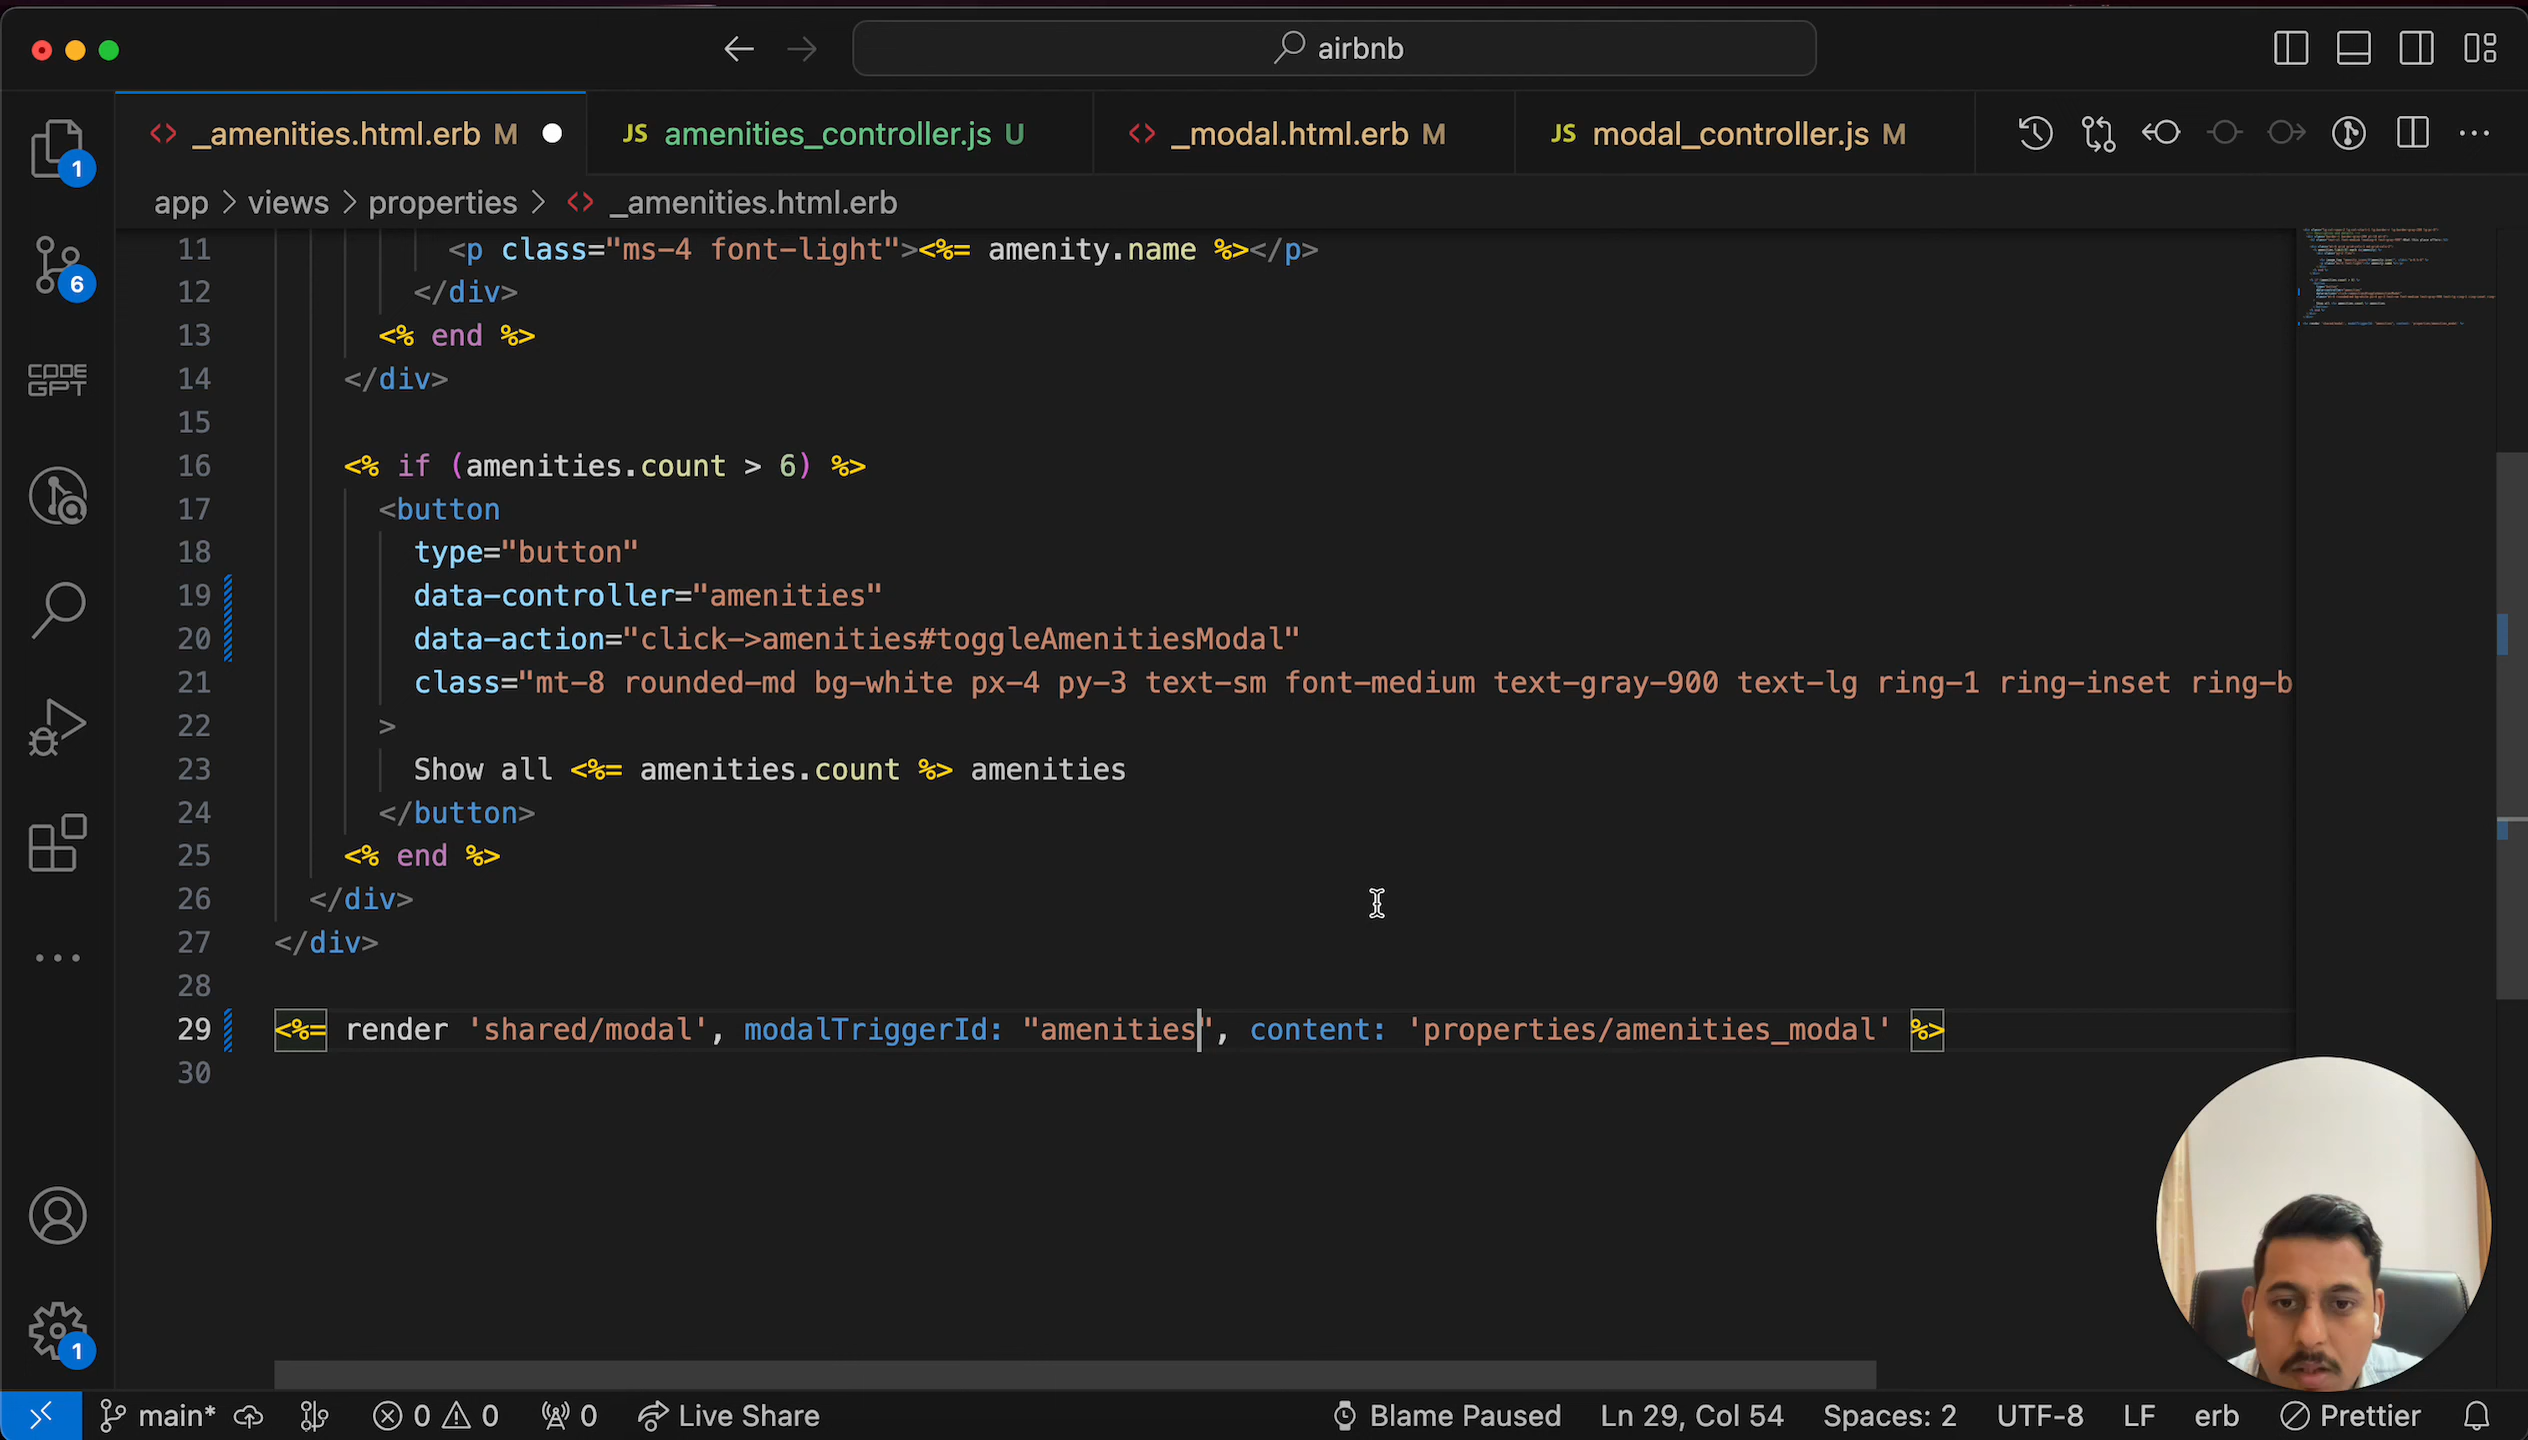 airbnb
_amenities.html.erb M
JS amenities_controller.js U
_modal.html.erb M
JS modal_controller.js M
app > views > properties > _amenities.html.erb
1
6
CODE
GPT
1
11 <p class="ms-4 font-light"><%= amenity.name %></p>
12 </div>
13 <% end %>
14 </div>
15
16 <% if (amenities.count > 6) %>
17 <button
18 type="button"
19 data-controller="amenities"
20 data-action="click->amenities#toggleAmenitiesModal"
21 class="mt-8 rounded-md bg-white px-4 py-3 text-sm font-medium text-gray-900 text-lg ring-1 ring-inset ring-b
22 >
23 Show all <%= amenities.count %> amenities
24 </button>
25 <% end %>
26 </div>
27 </div>
28
29 <%= render 'shared/modal', modalTriggerId: "amenities", content: 'properties/amenities_modal' %>
30
main* 0 0 0 Live Share Blame Paused Ln 29, Col 54 Spaces: 2 UTF-8 LF erb Prettier